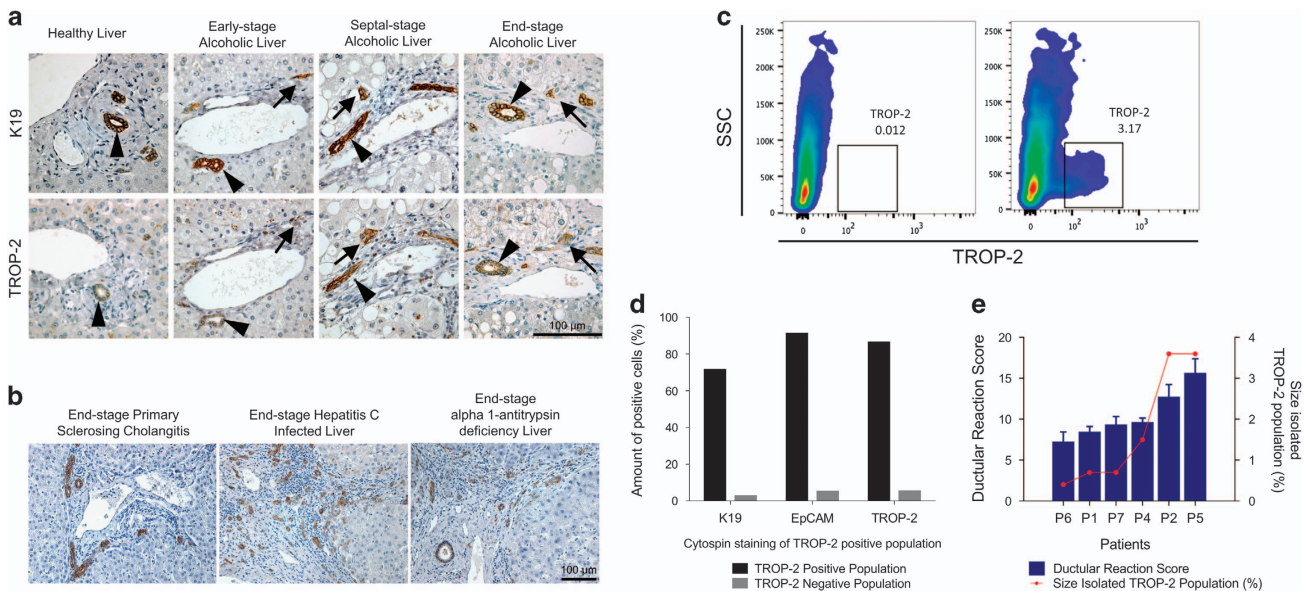 a
Healthy Liver
Early-stage
Alcoholic Liver
Septal-stage
Alcoholic Liver
End-stage
Alcoholic Liver
K19
TROP-2
100 µm
b
End-stage Primary
Sclerosing Cholangitis
End-stage Hepatitis C
Infected Liver
End-stage
alpha 1-antitrypsin
deficiency Liver
100 µm
c
SSC
250K
200K
150K
100K
50K
0
TROP-2
0.012
0
10²
10³
250K
200K
150K
100K
50K
0
TROP-2
3.17
0
10²
10³
TROP-2
d
Amount of positive cells (%)
100
80
60
40
20
0
K19
EpCAM
TROP-2
Cytospin staining of TROP-2 positive population
TROP-2 Positive Population
TROP-2 Negative Population
e
Ductular Reaction Score
20
15
10
5
0
4
3
2
1
0
Size isolated
TROP-2 population (%)
P6
P1
P7
P4
P2
P5
Patients
Ductular Reaction Score
Size Isolated TROP-2 Population (%)